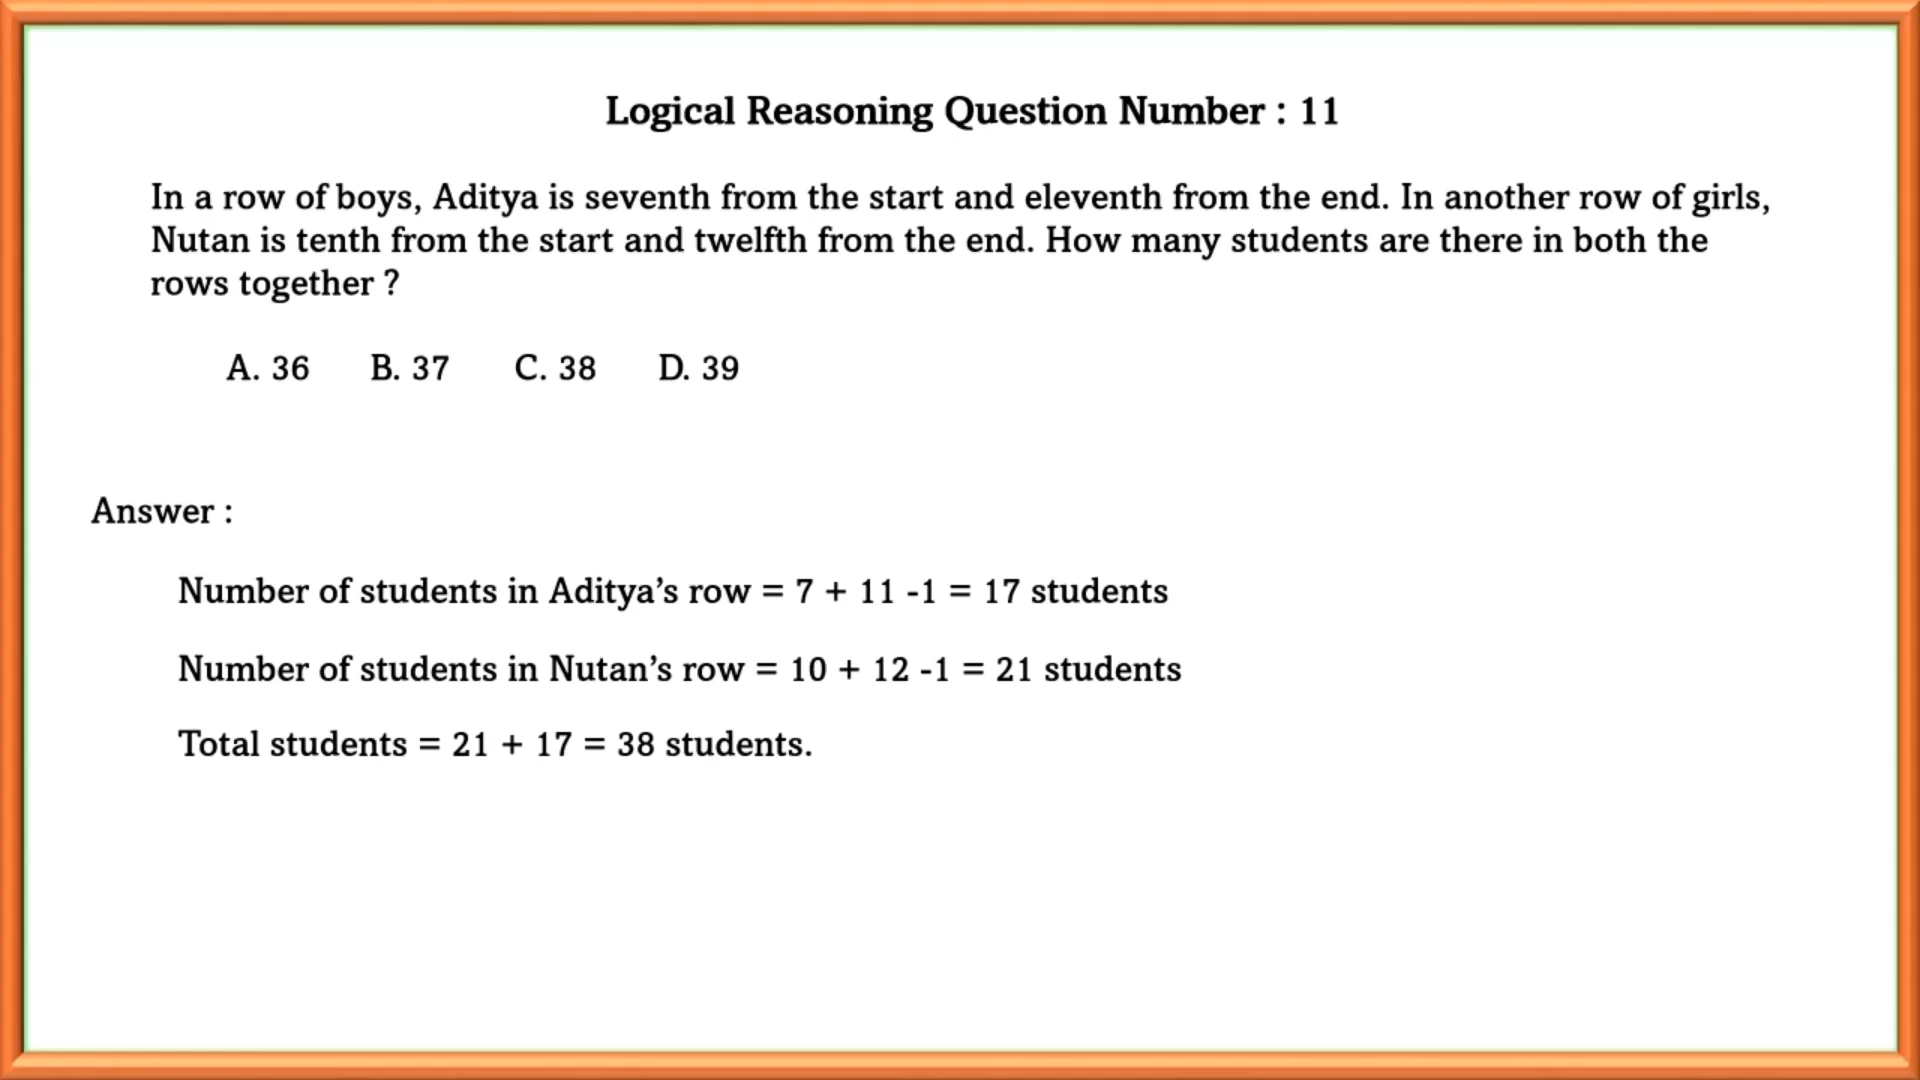 Logical Reasoning Question Number : 11
In a row of boys, Aditya is seventh from the start and eleventh from the end. In another row of girls,
Nutan is tenth from the start and twelfth from the end. How many students are there in both the
rows together ?
A. 36 B. 37 C. 38 D. 39
Answer :
Number of students in Aditya’s row = 7 + 11 -1 = 17 students
Number of students in Nutan’s row = 10 + 12 -1 = 21 students
Total students = 21 + 17 = 38 students.